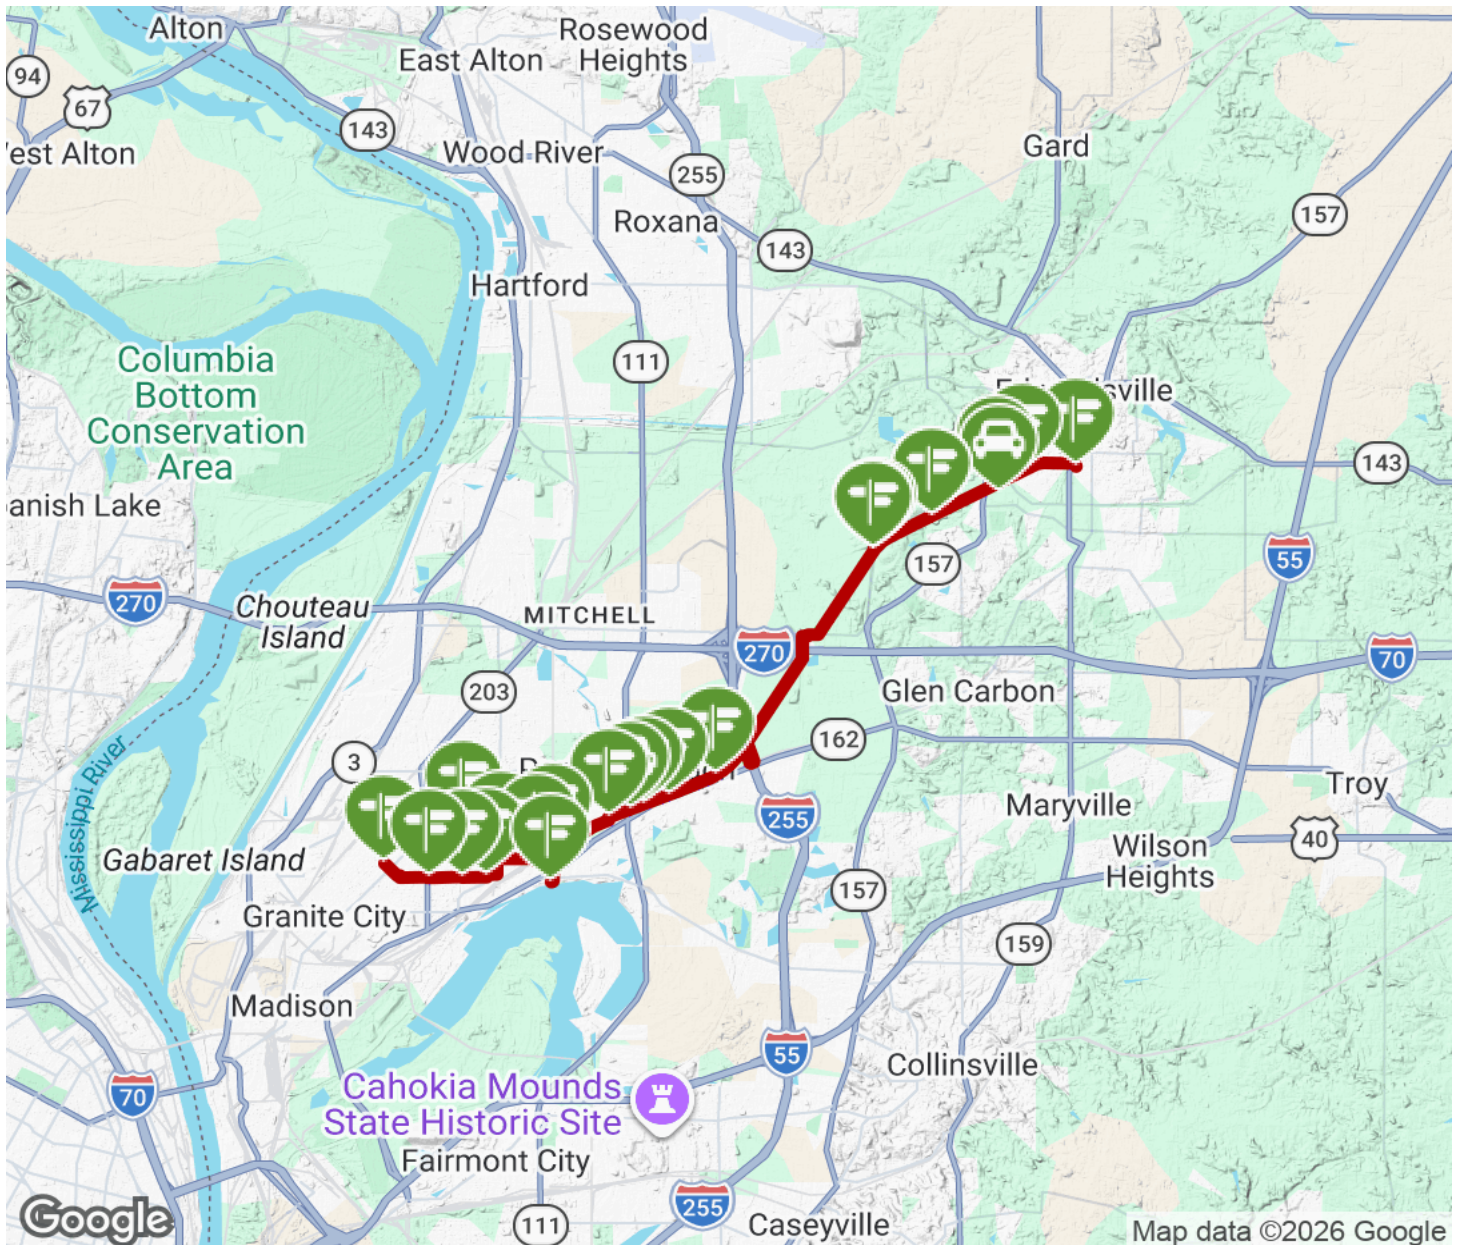 Alton
Rosewood
Heights
East Alton
94
67
143
est Alton
Wood River
Gard
255
157
Roxana
143
Hartford
111
Columbia
Bottom
Conservation
Area
sville
143
anish Lake
55
157
270
Chouteau
Island
MITCHELL
270
70
203
Glen Carbon
162
3
Mississippi River
Troy
Maryville
255
40
Gabaret Island
Wilson
Heights
157
Granite City
159
Madison
55
Collinsville
70
Cahokia Mounds
State Historic Site
Fairmont City
255
111
Caseyville
Google
Map data ©2026 Google